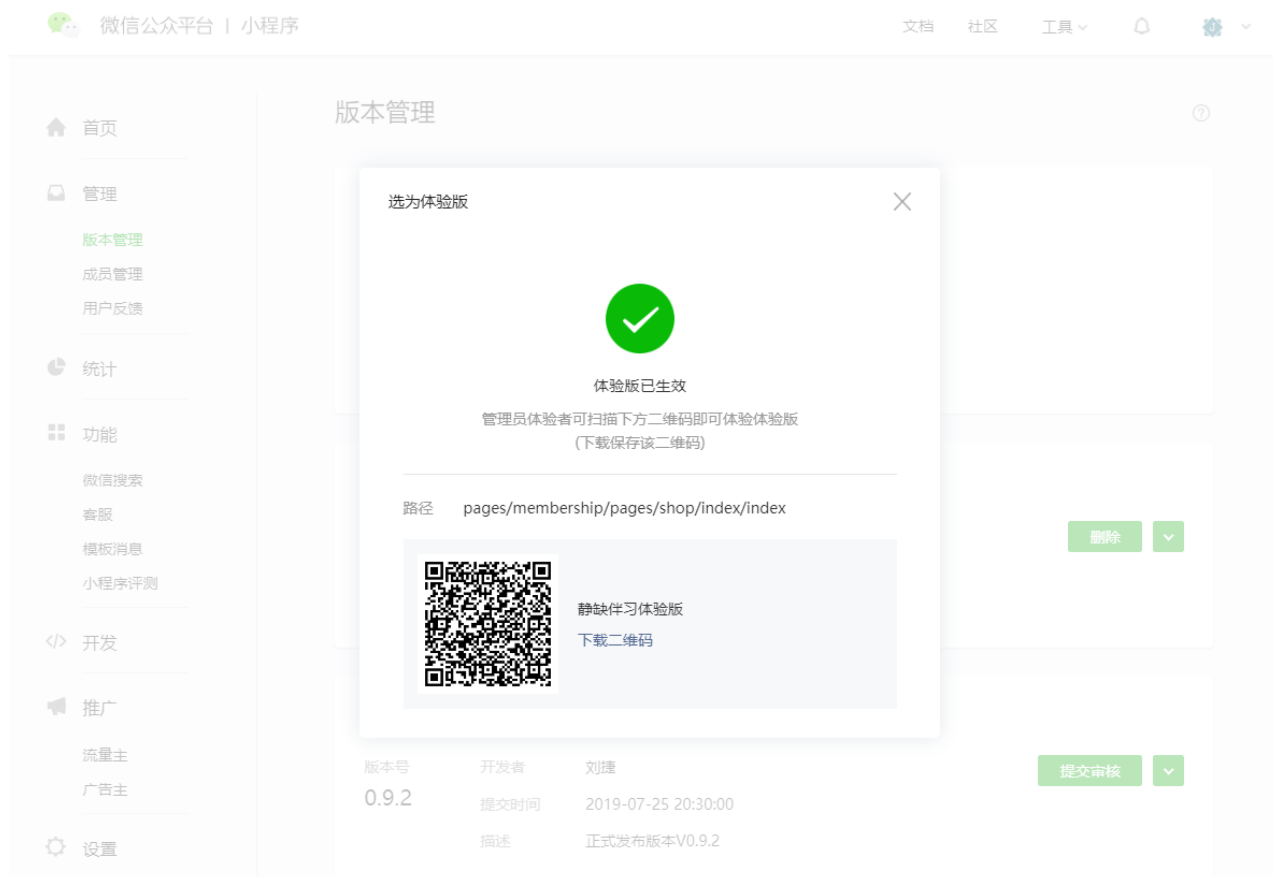 微信公众平台 | 小程序
文档 社区 工具
首页
管理
版本管理
成员管理
用户反馈
统计
功能
微信搜索
客服
模板消息
小程序评测
开发
推广
流量主
广告主
设置
版本管理
选为体验版
体验版已生效
管理员体验者可扫描下方二维码即可体验体验版
(下载保存该二维码)
路径 pages/membership/pages/shop/index/index
静缺伴习体验版
下载二维码
删除
版本号 开发者 刘捷 提交审核
0.9.2 提交时间 2019-07-25 20:30:00
描述 正式发布版本V0.9.2